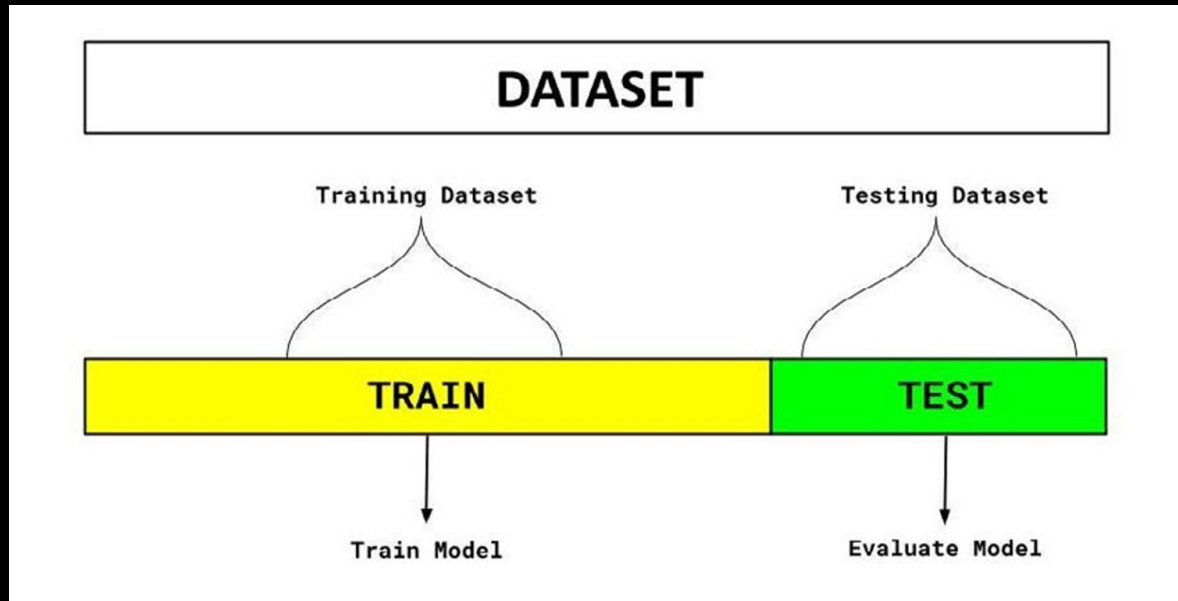 DATASET
Training Dataset
Testing Dataset
TRAIN
TEST
Train Model
Evaluate Model